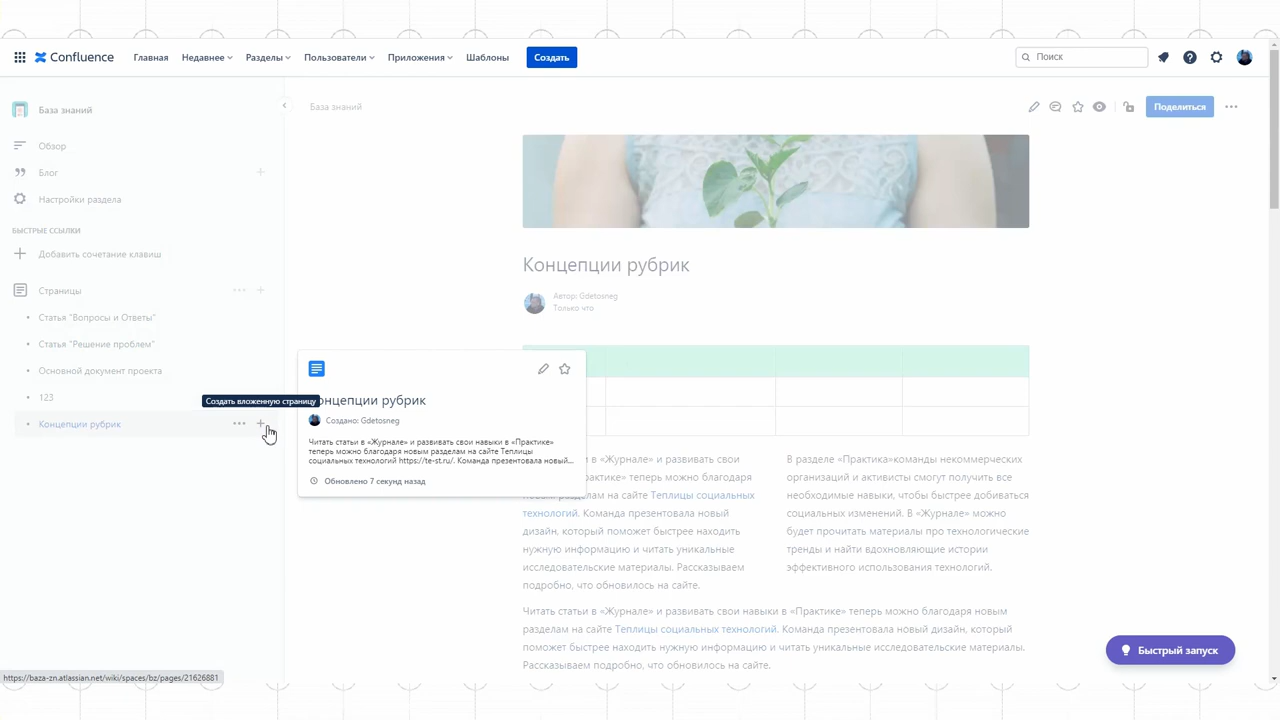 Confluence
Главная
Недавнее
Разделы
Пользователи
Приложения
Шаблоны
Создать
Поиск
База знаний
Обзор
Блог
Настройки раздела
БЫСТРЫЕ ССЫЛКИ
Добавить сочетание клавиш
Страницы
Статья "Вопросы и Ответы"
Статья "Решение проблем"
Основной документ проекта
123
Концепции рубрик
Создать вложенную страницу
База знаний
Поделиться
Концепции рубрик
Автор: Gdetosneg
Только что
онцепции рубрик
Создано: Gdetosneg
Читать статьи в «Журнале» и развивать свои навыки в «Практике»
теперь можно благодаря новым разделам на сайте Теплицы
социальных технологий https://te-st.ru/. Команда презентовала новый...
Обновлено 7 секунд назад
и в «Журнале» и развивать свои
рактике» теперь можно благодаря
лам на сайте Теплицы социальных
технологий. Команда презентовала новый
дизайн, который поможет быстрее находить
нужную информацию и читать уникальные
исследовательские материалы. Рассказываем
подробно, что обновилось на сайте.
В разделе «Практика»команды некоммерческих
организаций и активисты смогут получить все
необходимые навыки, чтобы быстрее добиваться
социальных изменений. В «Журнале» можно
будет прочитать материалы про технологические
тренды и найти вдохновляющие истории
эффективного использования технологий.
Читать статьи в «Журнале» и развивать свои навыки в «Практике» теперь можно благодаря новым
разделам на сайте Теплицы социальных технологий. Команда презентовала новый дизайн, который
поможет быстрее находить нужную информацию и читать уникальные исследовательские материалы.
Рассказываем подробно, что обновилось на сайте.
Быстрый запуск
https://baza-zn.atlassian.net/wiki/spaces/bz/pages/21626881